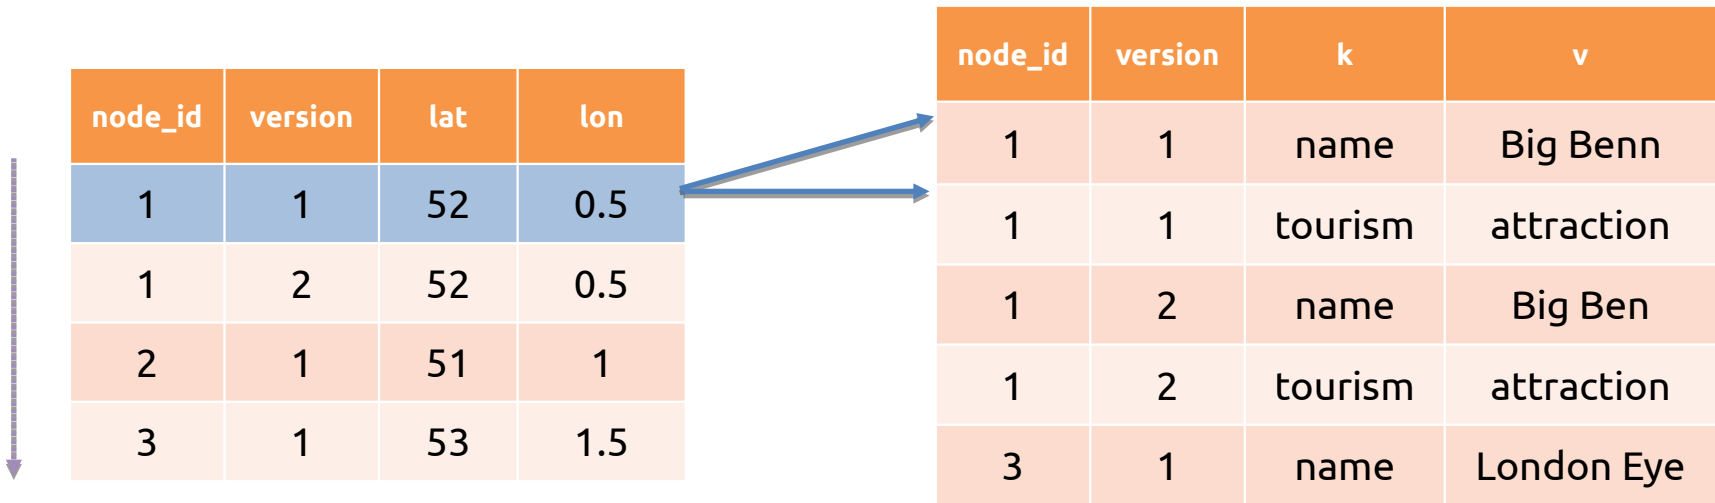 node_id version lat lon
1 1 52 0.5
1 2 52 0.5
2 1 51 1
3 1 53 1.5
node_id version k v
1 1 name Big Benn
1 1 tourism attraction
1 2 name Big Ben
1 2 tourism attraction
3 1 name London Eye